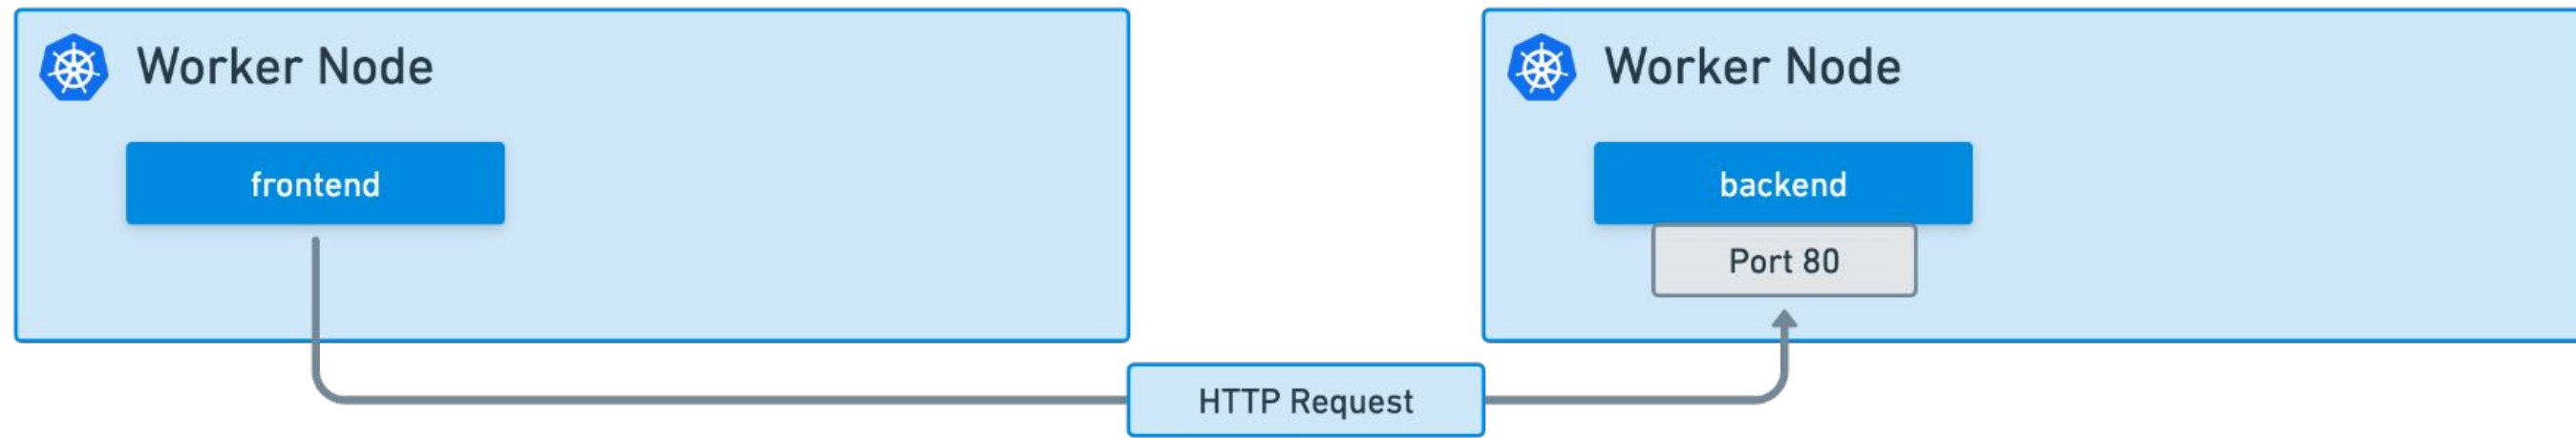 Worker Node
frontend
Worker Node
backend
Port 80
HTTP Request